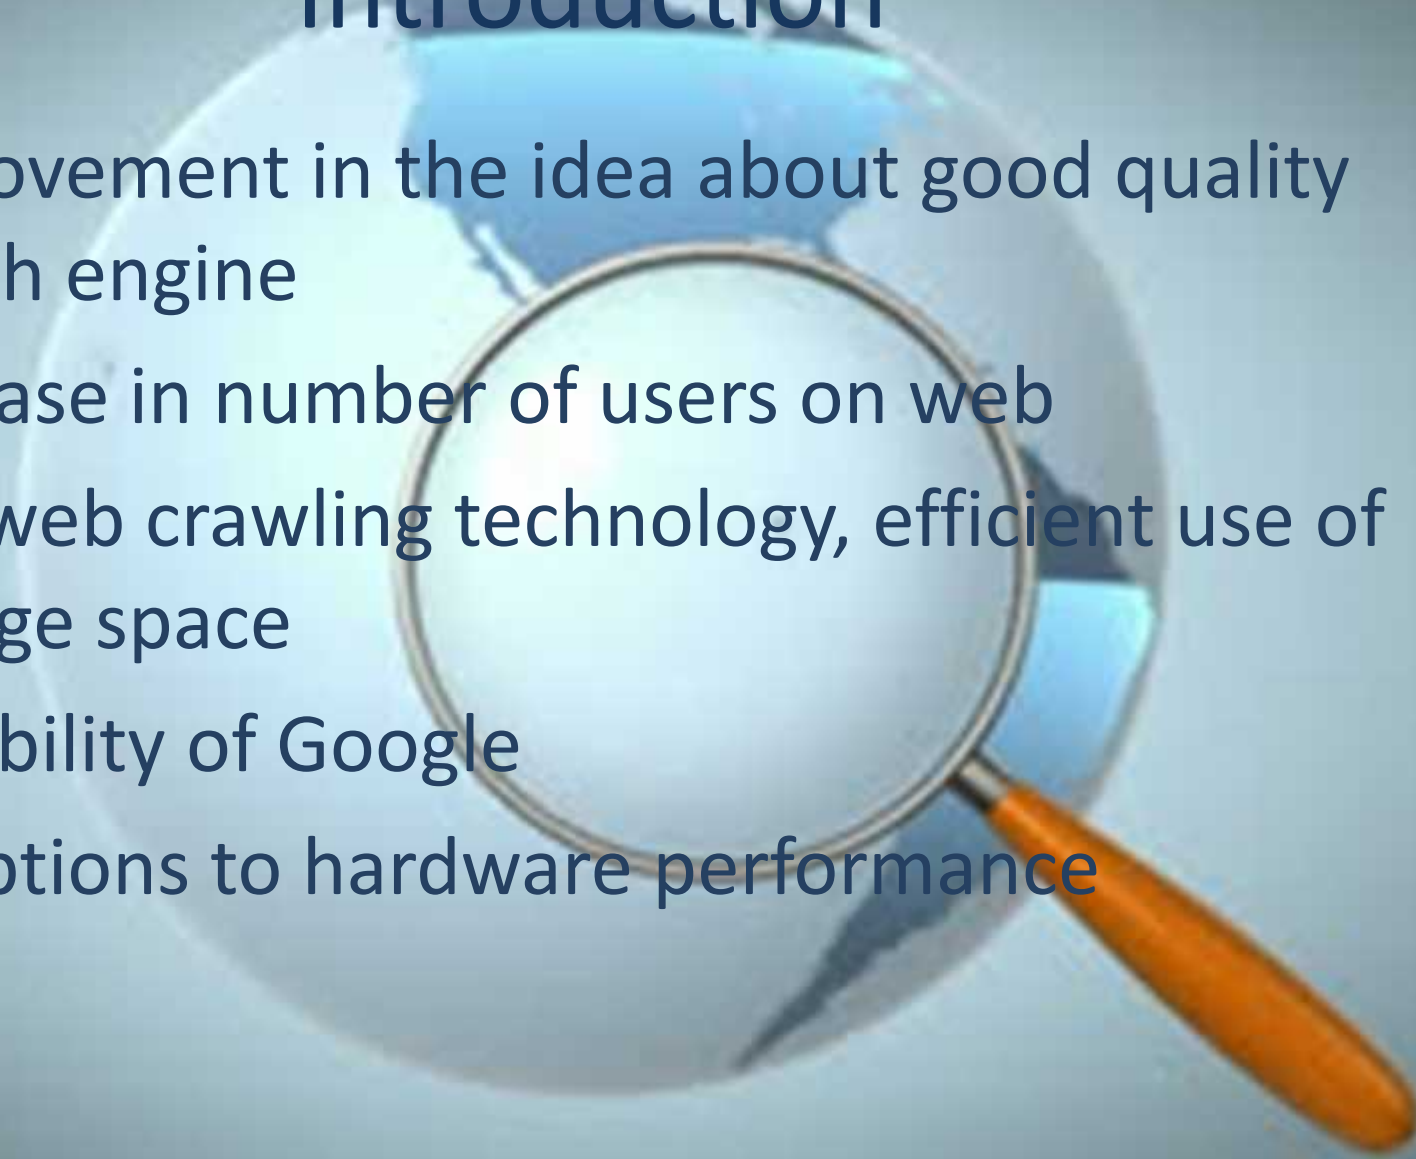 Introduction
ovement in the idea about good quality
h engine
ase in number of users on web
web crawling technology, efficient use of
ge space
bility of Google
ptions to hardware performance